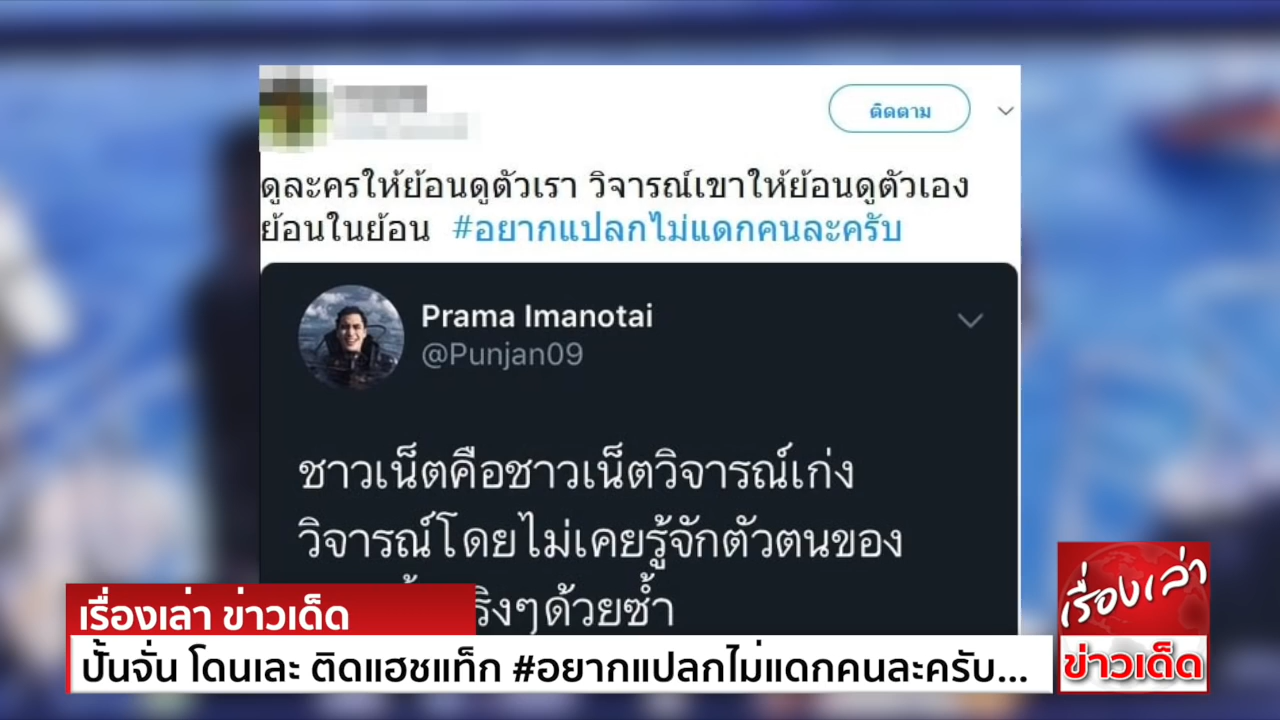 ติดตาม
ดูละครให้ย้อนดูตัวเรา วิจารณ์เขาให้ย้อนดูตัวเอง
ย้อนในย้อน #อยากแปลกไม่แดกคนละครับ
Prama Imanotai
@Punjan09
ชาวเน็ตคือชาวเน็ตวิจารณ์เก่ง
วิจารณ์โดยไม่เคยรู้จักตัวตนของ
ริงๆด้วยซ้ำ
เรื่องเล่า ข่าวเด็ด
ปั้นจั่น โดนเละ ติดแฮชแท็ก #อยากแปลกไม่แดกคนละครับ...
เรื่องเล่า
ข่าวเด็ด